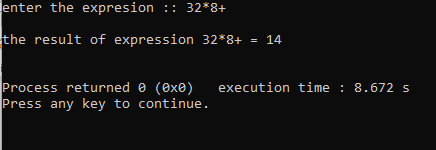 enter the expresion :: 32*8+
the result of expression 32*8+ = 14
Process returned 0 (0x0)   execution time : 8.672 s
Press any key to continue.